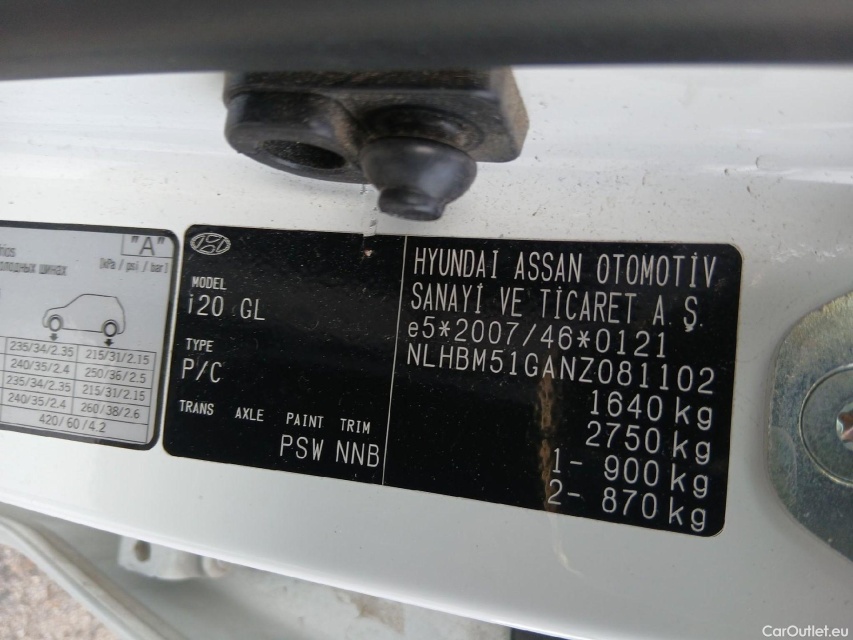 rios
олодных шинах
"A"
[kPa / psi / bar]
235/34/2.35 215/31/2.15
240/35/2.4 250/36/2.5
235/34/2.35 215/31/2.15
240/35/2.4 260/38/2.6
420/ 60 / 4.2
MODEL
i20 GL
TYPE
P/C
TRANS AXLE PAINT TRIM
PSW NNB
HYUNDAI ASSAN OTOMOTİV
SANAYİ VE TİCARET A.Ş.
e5*2007/46*0121
NLHBM51GANZ081102
1640 kg
2750 kg
1- 900 kg
2- 870 kg
CarOutlet.eu